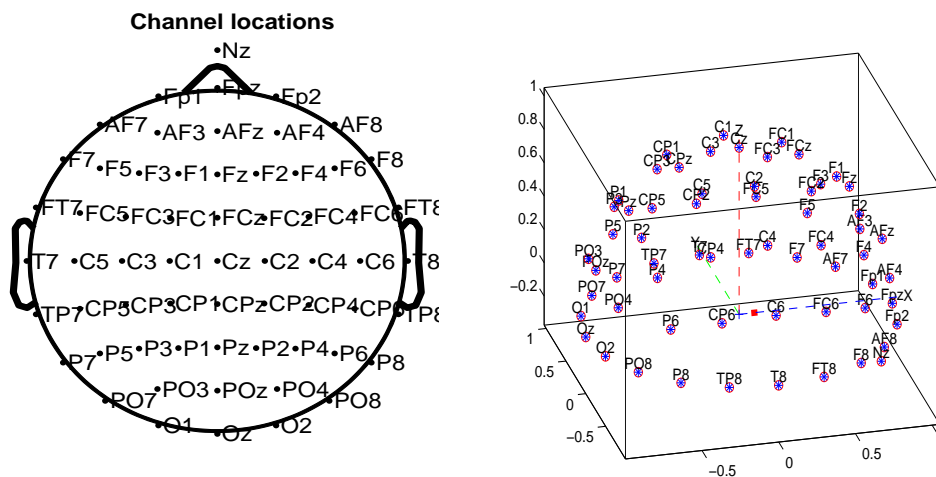 Channel locations
Nz
Fp1 Fpz Fp2
AF7 AF3 AFz AF4 AF8
F7 F5 F3 F1 Fz F2 F4 F6 F8
FT7 FC5 FC3 FC1 FCz FC2 FC4 FC6 FT8
T7 C5 C3 C1 Cz C2 C4 C6 T8
TP7 CP5 CP3 CP1 CPz CP2 CP4 TP8
P7 P5 P3 P1 Pz P2 P4 P6 P8
PO7 PO3 POz PO4 PO8
O1 Oz O2
1
0.8
0.6
0.4
0.2
0
−0.2
1
0.5
0
−0.5
−0.5
0
0.5
C1 Z
C3 Cz FC1
FC3 FCz
CP1
CP3 CPz
C5 C2 F3 F1 Fz
CP2 FC5 FC2
P1 CP5
Pz
F5 F2
AF3
P5 P2 AFz
Y T7 CP4 FT7 C4 FC4 F4
F7 AF7
PO3 POz TP7 P4 P7
Fp1 AF4
PO7 PO4
FpzX
O1 P6 CP6 C6 FC6 F6 Fp2
Oz
O2 AF8
PO8 F8 Nz
P8 TP8 T8 FT8